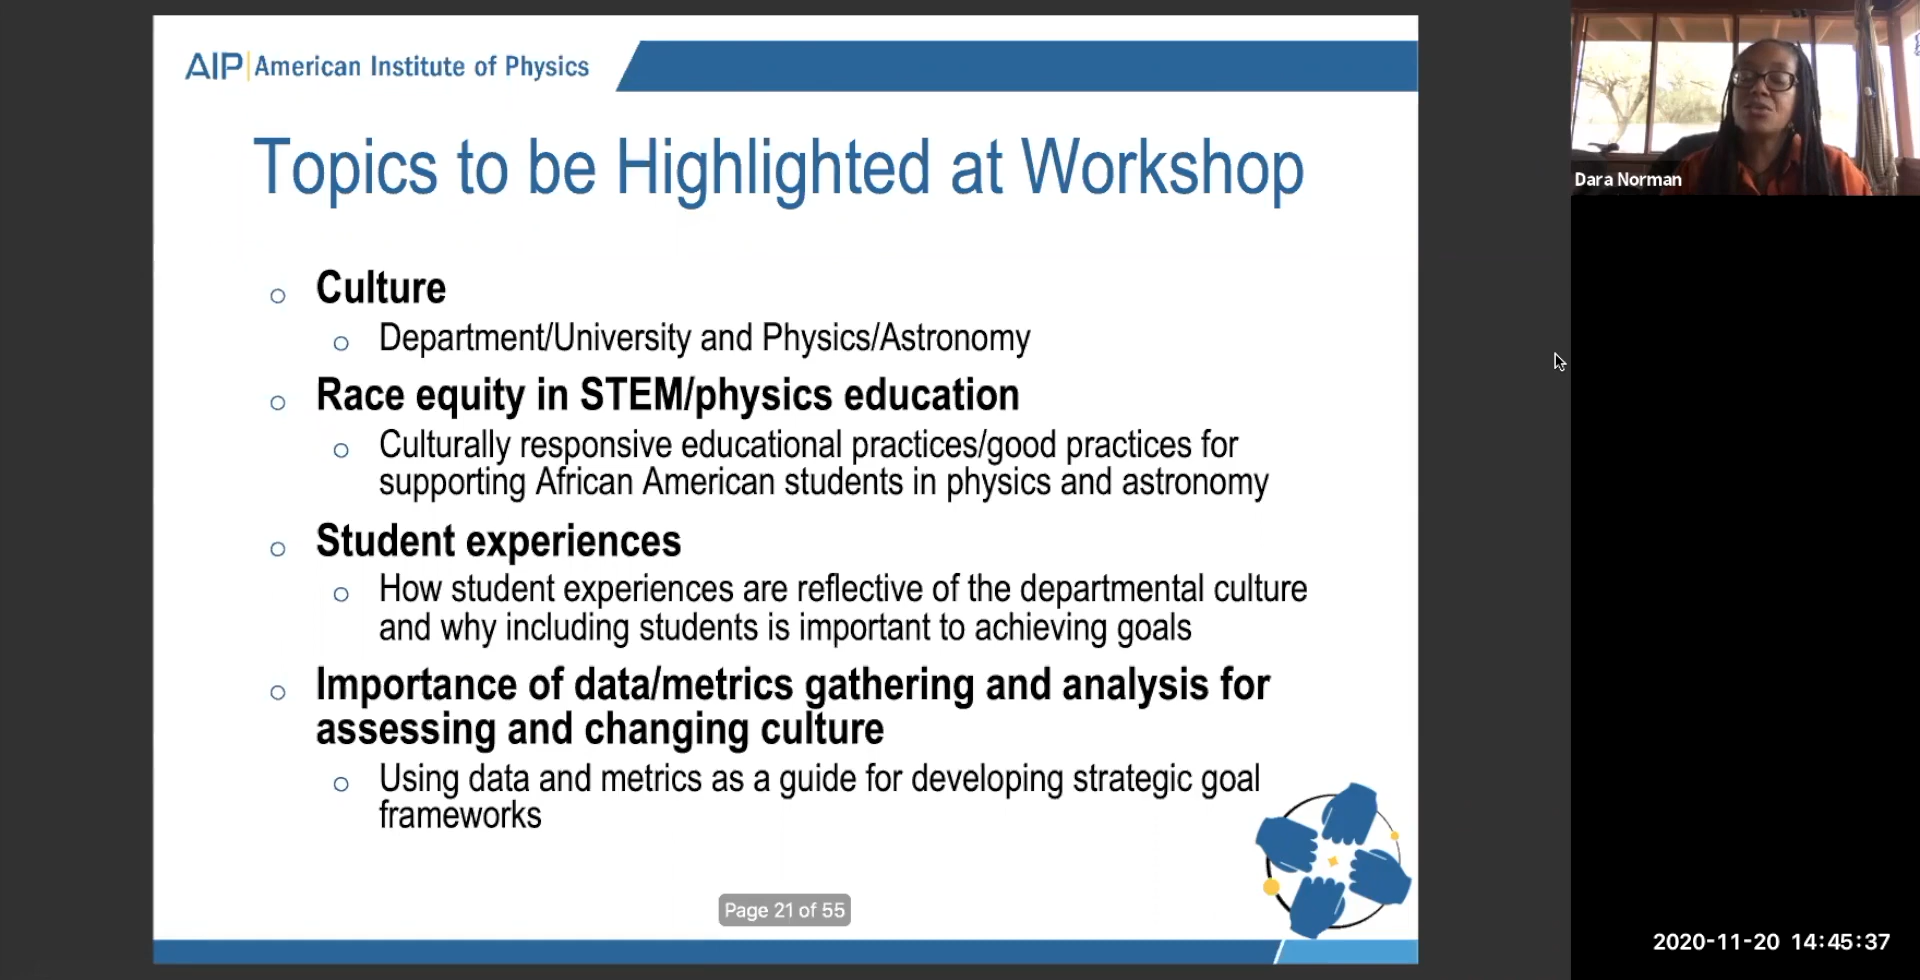 AIP American Institute of Physics
Topics to be Highlighted at Workshop
Culture
Department/University and Physics/Astronomy
Race equity in STEM/physics education
Culturally responsive educational practices/good practices for
supporting African American students in physics and astronomy
Student experiences
How student experiences are reflective of the departmental culture
and why including students is important to achieving goals
Importance of data/metrics gathering and analysis for
assessing and changing culture
Using data and metrics as a guide for developing strategic goal
frameworks
Page 21 of 55
Dara Norman
2020-11-20 14:45:37